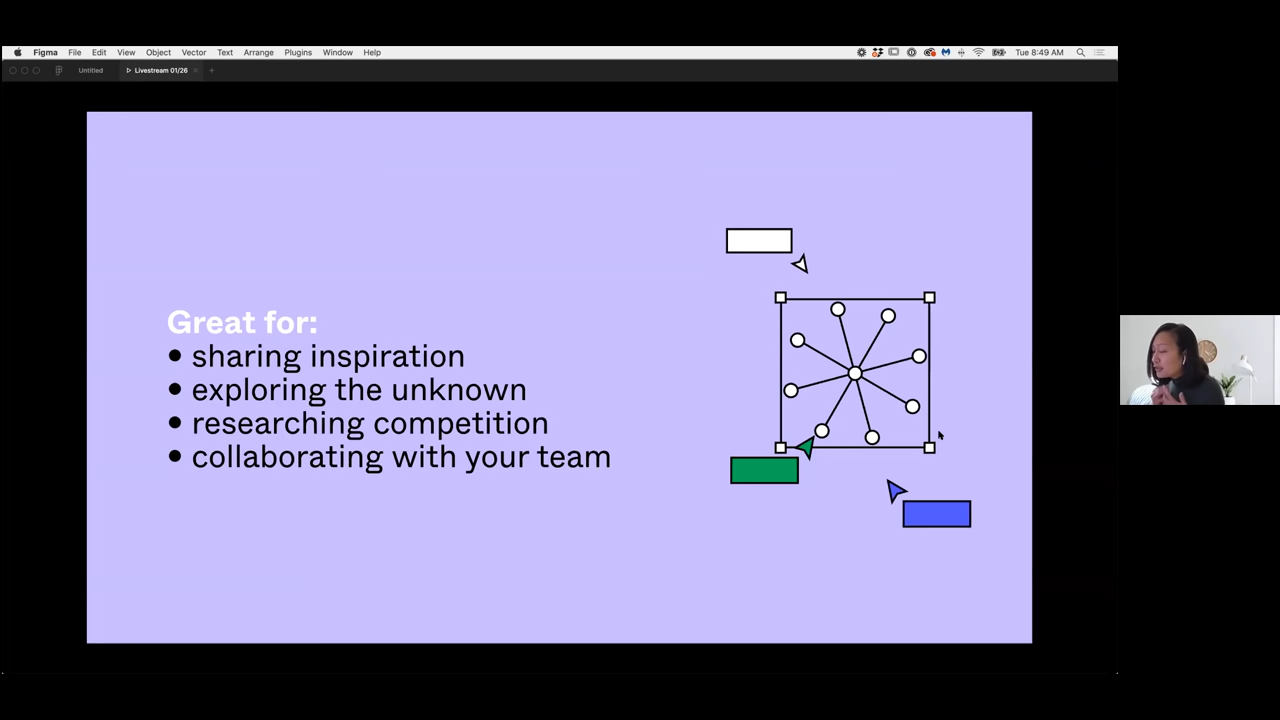 Figma File Edit View Object Vector Text Arrange Plugins Window Help Tue 8:49 AM
Untitled Livestream 01/26
Great for:
• sharing inspiration
• exploring the unknown
• researching competition
• collaborating with your team